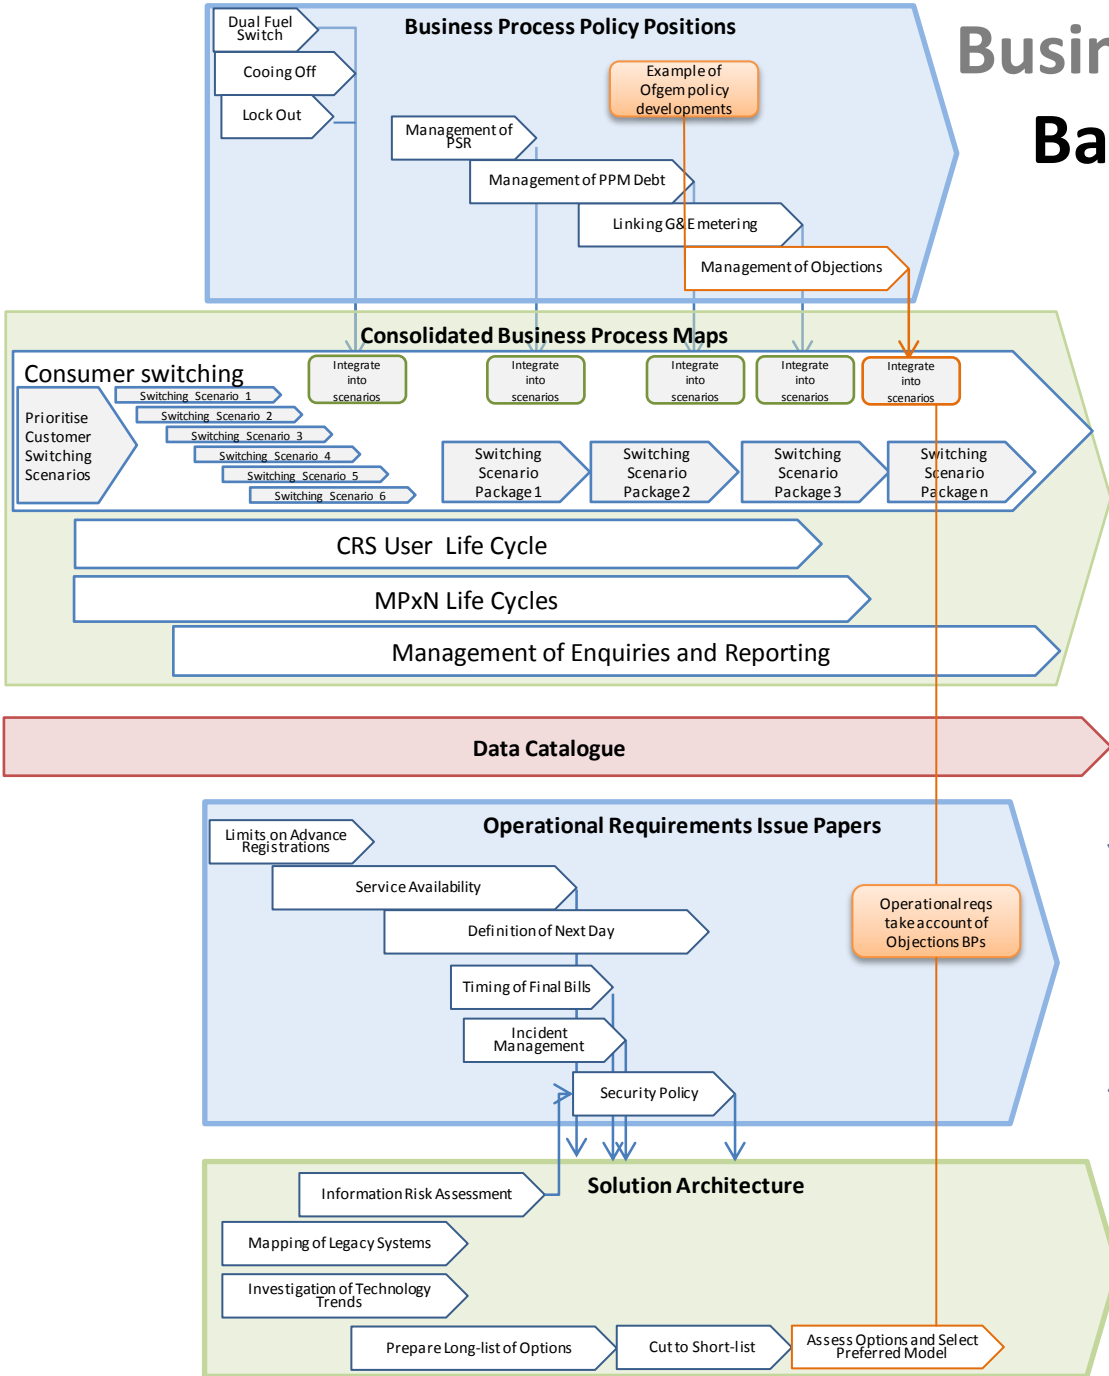 Dual Fuel
Switch
Business Process Policy Positions
Busin
Cooing Off
Example of
Ofgem policy
developments
Lock Out
Ba
Management of
PSR
Management of PPM Debt
Linking G&E metering
Management of Objections
Consolidated Business Process Maps
Consumer switching
Integrate
into
scenarios
Integrate
into
scenarios
Integrate
into
scenarios
Integrate
into
scenarios
Integrate
into
scenarios
Prioritise
Customer
Switching
Scenarios
Switching Scenario 1
Switching Scenario 2
Switching Scenario 3
Switching Scenario 4
Switching Scenario 5
Switching Scenario 6
Switching
Scenario
Package 1
Switching
Scenario
Package 2
Switching
Scenario
Package 3
Switching
Scenario
Package n
CRS User Life Cycle
MPxN Life Cycles
Management of Enquiries and Reporting
Data Catalogue
Operational Requirements Issue Papers
Limits on Advance
Registrations
Service Availability
Definition of Next Day
Operational reqs
take account of
Objections BPs
Timing of Final Bills
Incident
Management
Security Policy
Solution Architecture
Information Risk Assessment
Mapping of Legacy Systems
Investigation of Technology
Trends
Prepare Long-list of Options
Cut to Short-list
Assess Options and Select
Preferred Model